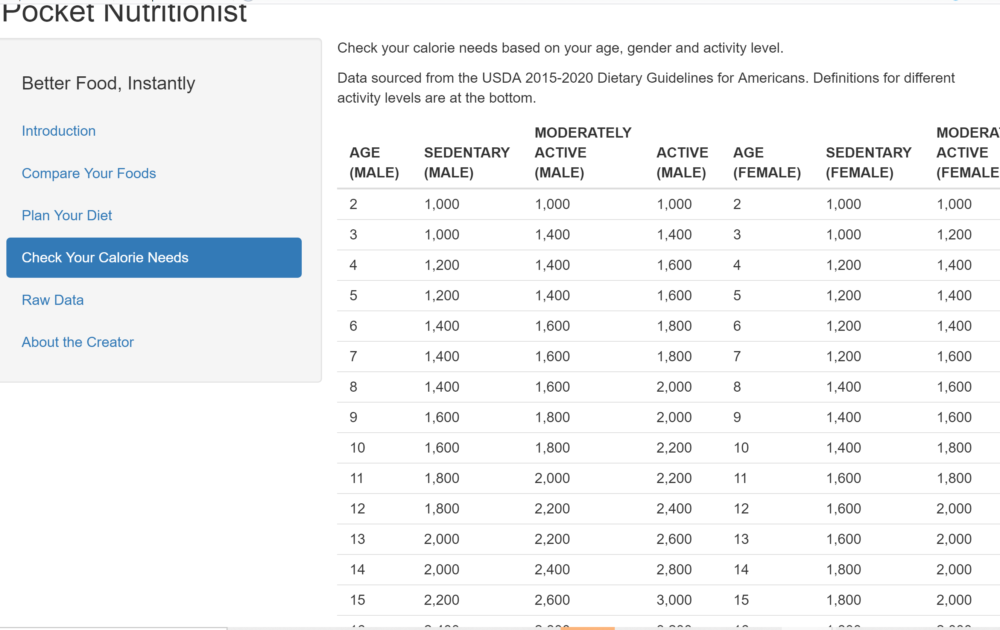 Pocket Nutritionist
Better Food, Instantly
Introduction
Compare Your Foods
Plan Your Diet
Check Your Calorie Needs
Raw Data
About the Creator
Check your calorie needs based on your age, gender and activity level.
Data sourced from the USDA 2015-2020 Dietary Guidelines for Americans. Definitions for different
activity levels are at the bottom.
MODERATELY MODERAT
AGE SEDENTARY ACTIVE ACTIVE AGE SEDENTARY ACTIVE
(MALE) (MALE) (MALE) (MALE) (FEMALE) (FEMALE) (FEMALE
2 1,000 1,000 1,000 2 1,000 1,000
3 1,000 1,400 1,400 3 1,000 1,200
4 1,200 1,400 1,600 4 1,200 1,400
5 1,200 1,400 1,600 5 1,200 1,400
6 1,400 1,600 1,800 6 1,200 1,400
7 1,400 1,600 1,800 7 1,200 1,600
8 1,400 1,600 2,000 8 1,400 1,600
9 1,600 1,800 2,000 9 1,400 1,600
10 1,600 1,800 2,200 10 1,400 1,800
11 1,800 2,000 2,200 11 1,600 1,800
12 1,800 2,200 2,400 12 1,600 2,000
13 2,000 2,200 2,600 13 1,600 2,000
14 2,000 2,400 2,800 14 1,800 2,000
15 2,200 2,600 3,000 15 1,800 2,000